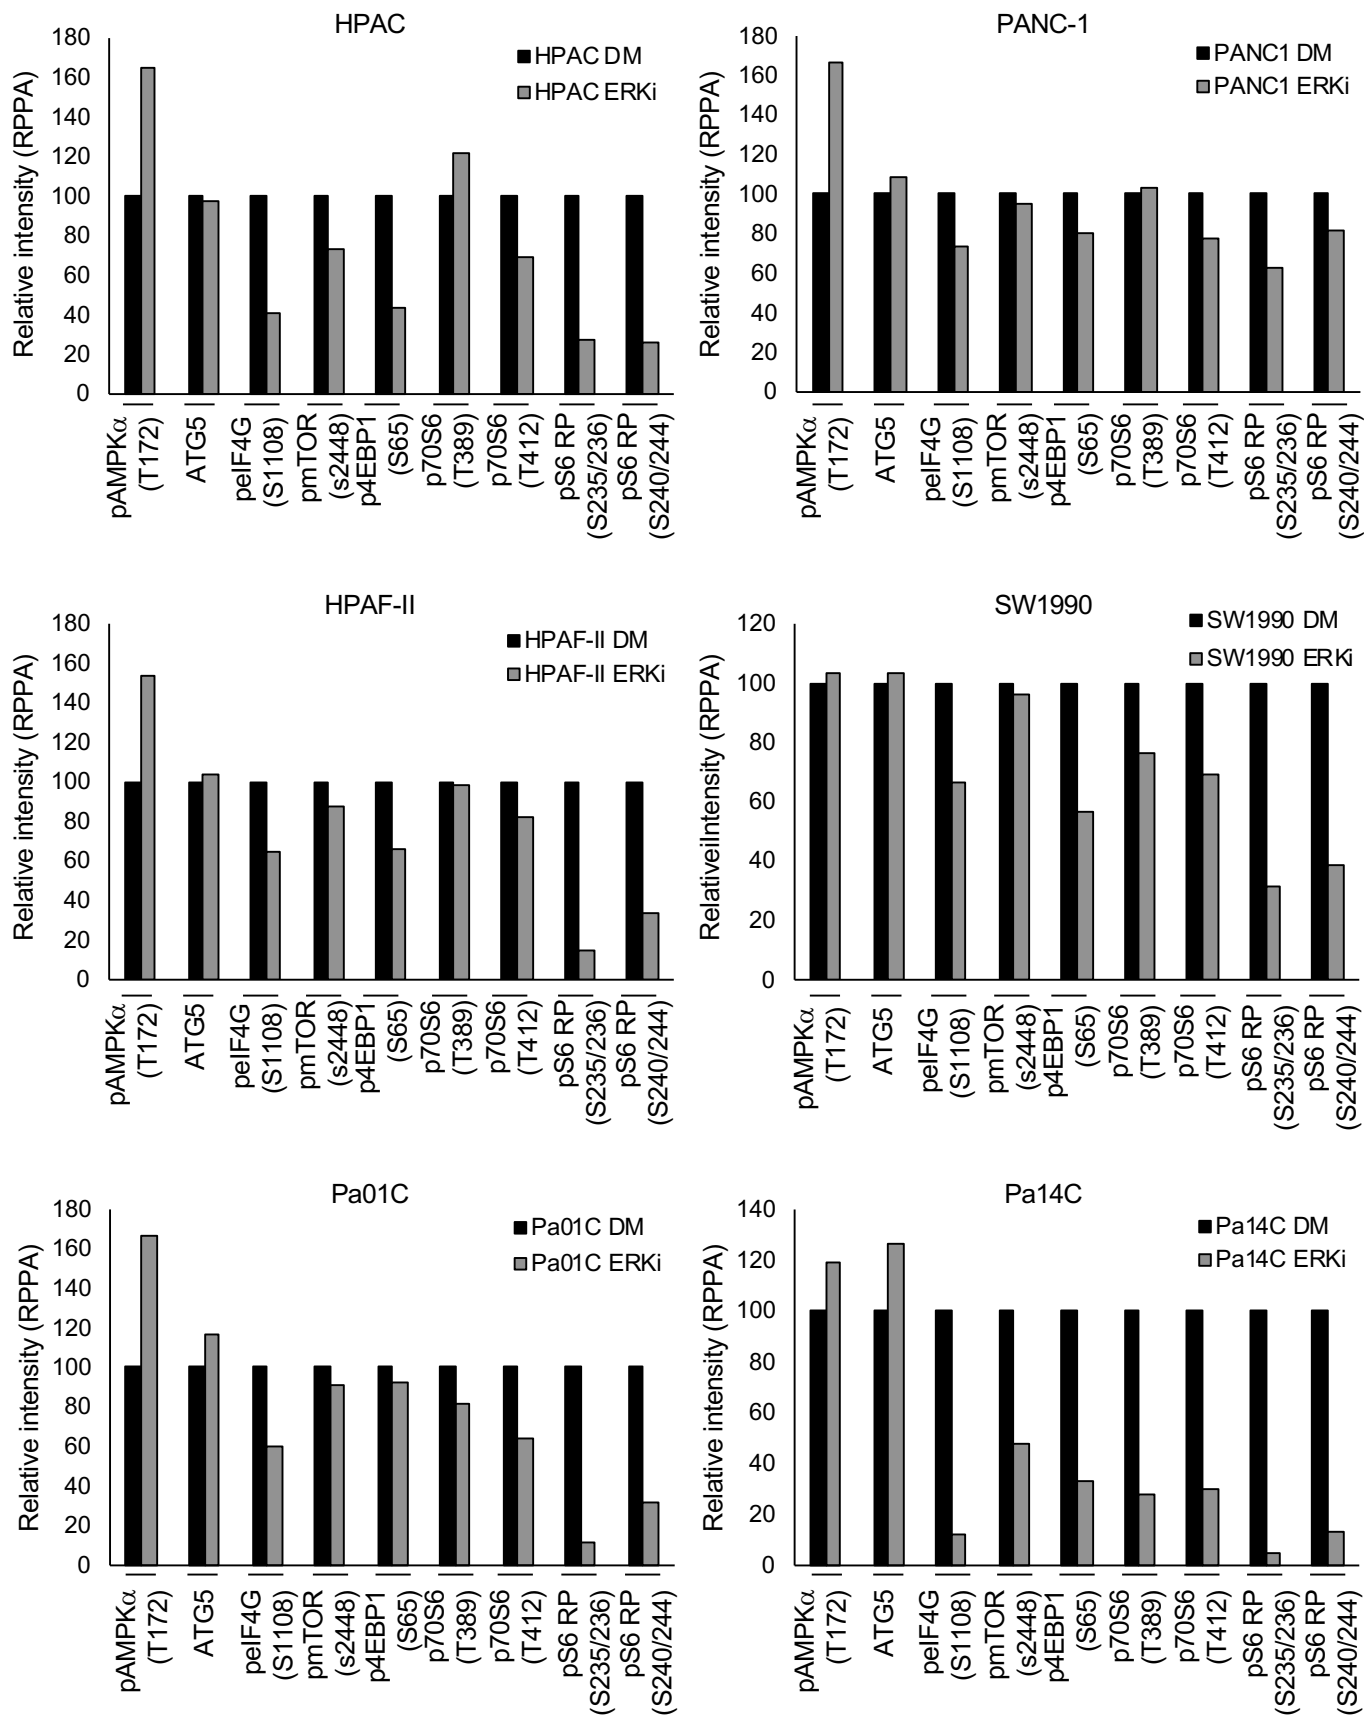 HPAC
Relative intensity (RPPA)
180
160
140
120
100
80
60
40
20
0
HPAC DM
HPAC ERKi
pAMPKα
(T172)
ATG5
peIF4G
(S1108)
pmTOR
(s2448)
p4EBP1
(S65)
p70S6
(T389)
p70S6
(T412)
pS6 RP
(S235/236)
pS6 RP
(S240/244)
PANC-1
Relative intensity (RPPA)
180
160
140
120
100
80
60
40
20
0
PANC1 DM
PANC1 ERKi
pAMPKα
(T172)
ATG5
peIF4G
(S1108)
pmTOR
(s2448)
p4EBP1
(S65)
p70S6
(T389)
p70S6
(T412)
pS6 RP
(S235/236)
pS6 RP
(S240/244)
HPAF-II
Relative intensity (RPPA)
180
160
140
120
100
80
60
40
20
0
HPAF-II DM
HPAF-II ERKi
pAMPKα
(T172)
ATG5
peIF4G
(S1108)
pmTOR
(s2448)
p4EBP1
(S65)
p70S6
(T389)
p70S6
(T412)
pS6 RP
(S235/236)
pS6 RP
(S240/244)
SW1990
RelativeiIntensity (RPPA)
120
100
80
60
40
20
0
SW1990 DM
SW1990 ERKi
pAMPKα
(T172)
ATG5
peIF4G
(S1108)
pmTOR
(s2448)
p4EBP1
(S65)
p70S6
(T389)
p70S6
(T412)
pS6 RP
(S235/236)
pS6 RP
(S240/244)
Pa01C
Relative intensity (RPPA)
180
160
140
120
100
80
60
40
20
0
Pa01C DM
Pa01C ERKi
pAMPKα
(T172)
ATG5
peIF4G
(S1108)
pmTOR
(s2448)
p4EBP1
(S65)
p70S6
(T389)
p70S6
(T412)
pS6 RP
(S235/236)
pS6 RP
(S240/244)
Pa14C
Relative intensity (RPPA)
140
120
100
80
60
40
20
0
Pa14C DM
Pa14C ERKi
pAMPKα
(T172)
ATG5
peIF4G
(S1108)
pmTOR
(s2448)
p4EBP1
(S65)
p70S6
(T389)
p70S6
(T412)
pS6 RP
(S235/236)
pS6 RP
(S240/244)